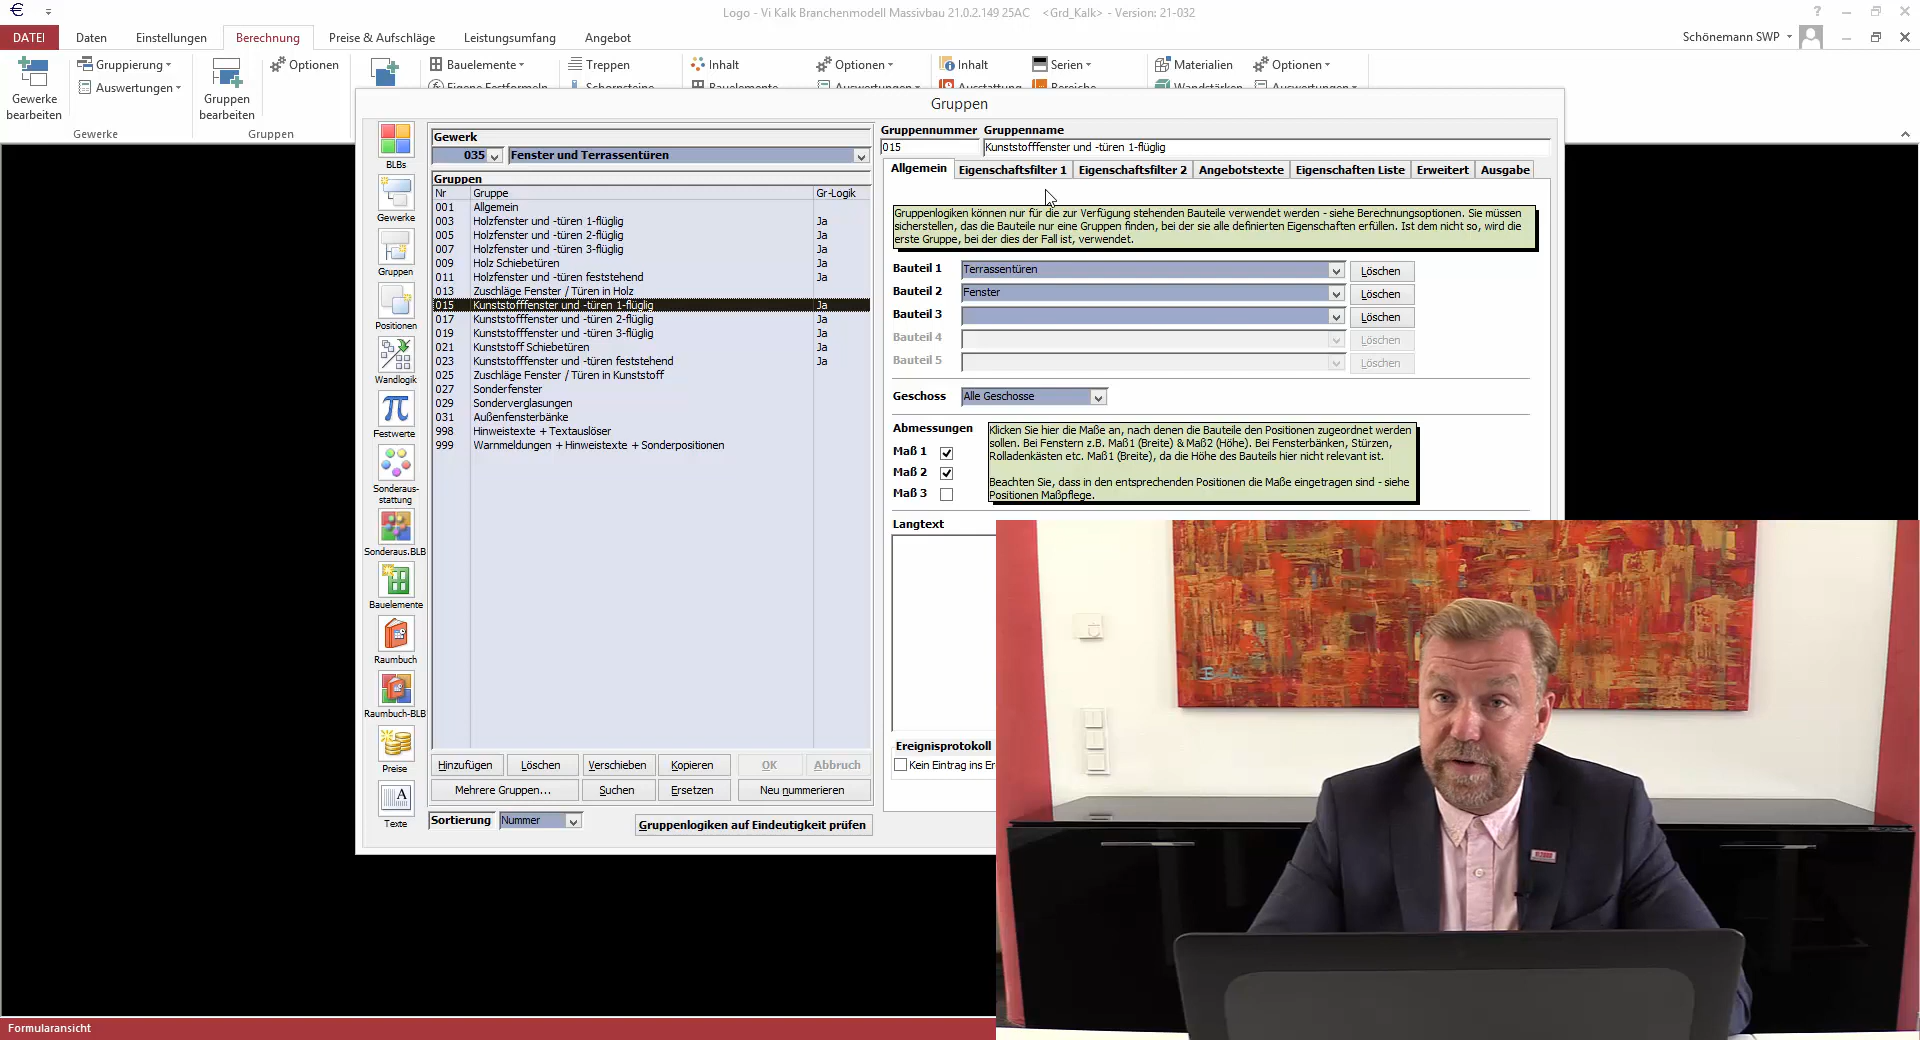 Logo - Vi Kalk Branchenmodell Massivbau 21.0.2.149 25AC <Grd_Kalk> - Version: 21-032
DATEI Daten Einstellungen Berechnung Preise & Aufschläge Leistungsumfang Angebot
Schönemann SWP
Gewerke bearbeiten
Gruppierung
Auswertungen
Gewerke
Gruppen bearbeiten
Optionen
Gruppen
Bauelemente
Eigene Festformeln
Treppen
Schornsteine
Inhalt
Bauelemente
Optionen
Auswertungen
Inhalt
Ausstattung
Serien
Bereiche
Materialien
Wandstärken
Optionen
Auswertungen
Gruppen
BLBs
Gewerke
Gruppen
Positionen
Wandlogik
Festwerte
Sonderaus-
stattung
Sonderaus.BLB
Bauelemente
Raumbuch
Raumbuch-BLB
Preise
Texte
Gewerk
035 Fenster und Terrassentüren
Gruppen
Nr Gruppe Gr-Logik
001 Allgemein
003 Holzfenster und -türen 1-flüglig Ja
005 Holzfenster und -türen 2-flüglig Ja
007 Holzfenster und -türen 3-flüglig Ja
009 Holz Schiebetüren Ja
011 Holzfenster und -türen feststehend Ja
013 Zuschläge Fenster / Türen in Holz
015 Kunststofffenster und -türen 1-flüglig Ja
017 Kunststofffenster und -türen 2-flüglig Ja
019 Kunststofffenster und -türen 3-flüglig Ja
021 Kunststoff Schiebetüren Ja
023 Kunststofffenster und -türen feststehend Ja
025 Zuschläge Fenster / Türen in Kunststoff
027 Sonderfenster
029 Sonderverglasungen
031 Außenfensterbänke
998 Hinweistexte + Textauslöser
999 Warnmeldungen + Hinweistexte + Sonderpositionen
Hinzufügen Löschen Verschieben Kopieren OK Abbruch
Mehrere Gruppen... Suchen Ersetzen Neu nummerieren
Sortierung Nummer Gruppenlogiken auf Eindeutigkeit prüfen
Gruppennummer Gruppenname
015 Kunststofffenster und -türen 1-flüglig
Allgemein Eigenschaftsfilter 1 Eigenschaftsfilter 2 Angebotstexte Eigenschaften Liste Erweitert Ausgabe
Gruppenlogiken können nur für die zur Verfügung stehenden Bauteile verwendet werden - siehe Berechnungsoptionen. Sie müssen
sicherstellen, das die Bauteile nur eine Gruppen finden, bei der sie alle definierten Eigenschaften erfüllen. Ist dem nicht so, wird die
erste Gruppe, bei der dies der Fall ist, verwendet.
Bauteil 1 Terrassentüren Löschen
Bauteil 2 Fenster Löschen
Bauteil 3 Löschen
Bauteil 4 Löschen
Bauteil 5 Löschen
Geschoss Alle Geschosse
Abmessungen
Maß 1
Maß 2
Maß 3
Klicken Sie hier die Maße an, nach denen die Bauteile den Positionen zugeordnet werden
sollen. Bei Fenstern z.B. Maß1 (Breite) & Maß2 (Höhe). Bei Fensterbänken, Stürzen,
Rolladenkästen etc. Maß1 (Breite), da die Höhe des Bauteils hier nicht relevant ist.
Beachten Sie, dass in den entsprechenden Positionen die Maße eingetragen sind - siehe
Positionen Maßpflege.
Langtext
Ereignisprotokoll
Kein Eintrag ins Er
Formularansicht